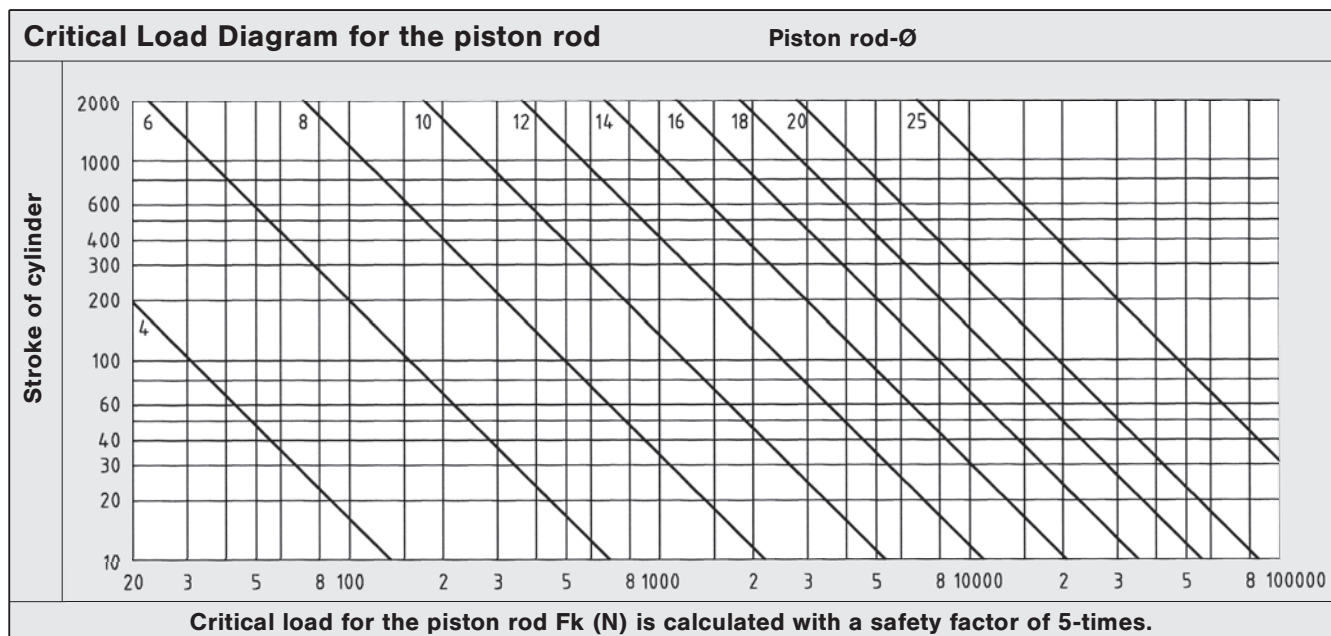 Critical Load Diagram for the piston rod Piston rod-Ø
Stroke of cylinder
2000
1000
600
400
300
200
100
60
40
30
20
10
6 8 10 12 14 16 18 20 25
4
20 3 5 8 100 2 3 5 8 1000 2 3 5 8 10000 2 3 5 8 100000
Critical load for the piston rod Fk (N) is calculated with a safety factor of 5-times.